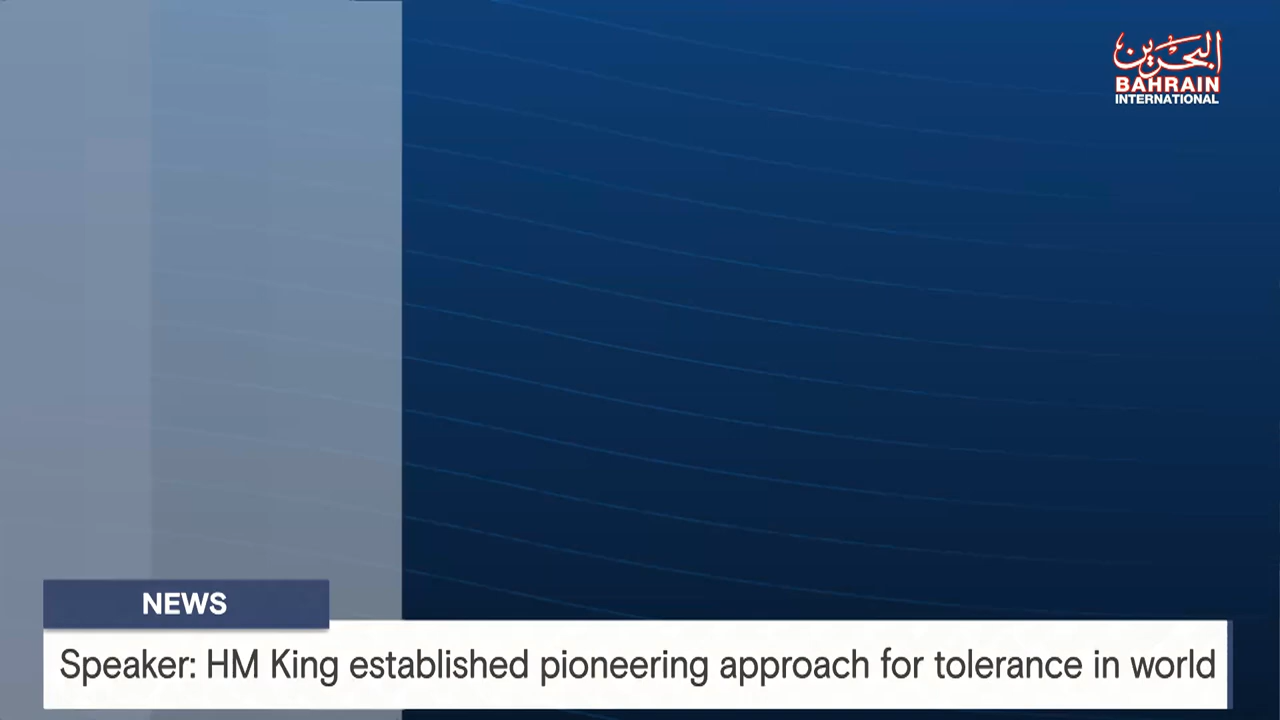 البحرين
BAHRAIN
INTERNATIONAL
NEWS
Speaker: HM King established pioneering approach for tolerance in world